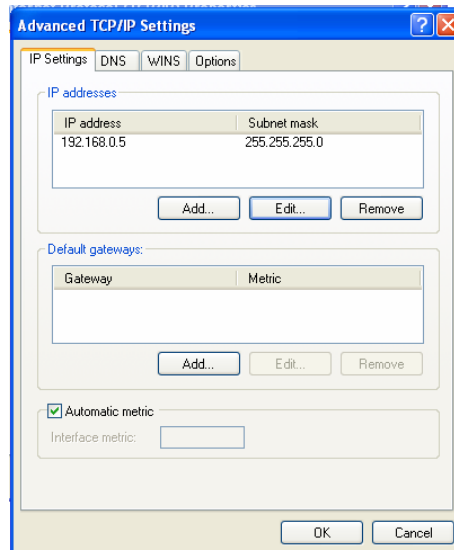 Advanced TCP/IP Settings
IP Settings DNS WINS Options
IP addresses
IP address Subnet mask
192.168.0.5 255.255.255.0
Add... Edit... Remove
Default gateways:
Gateway Metric
Add... Edit... Remove
Automatic metric
Interface metric:
OK Cancel